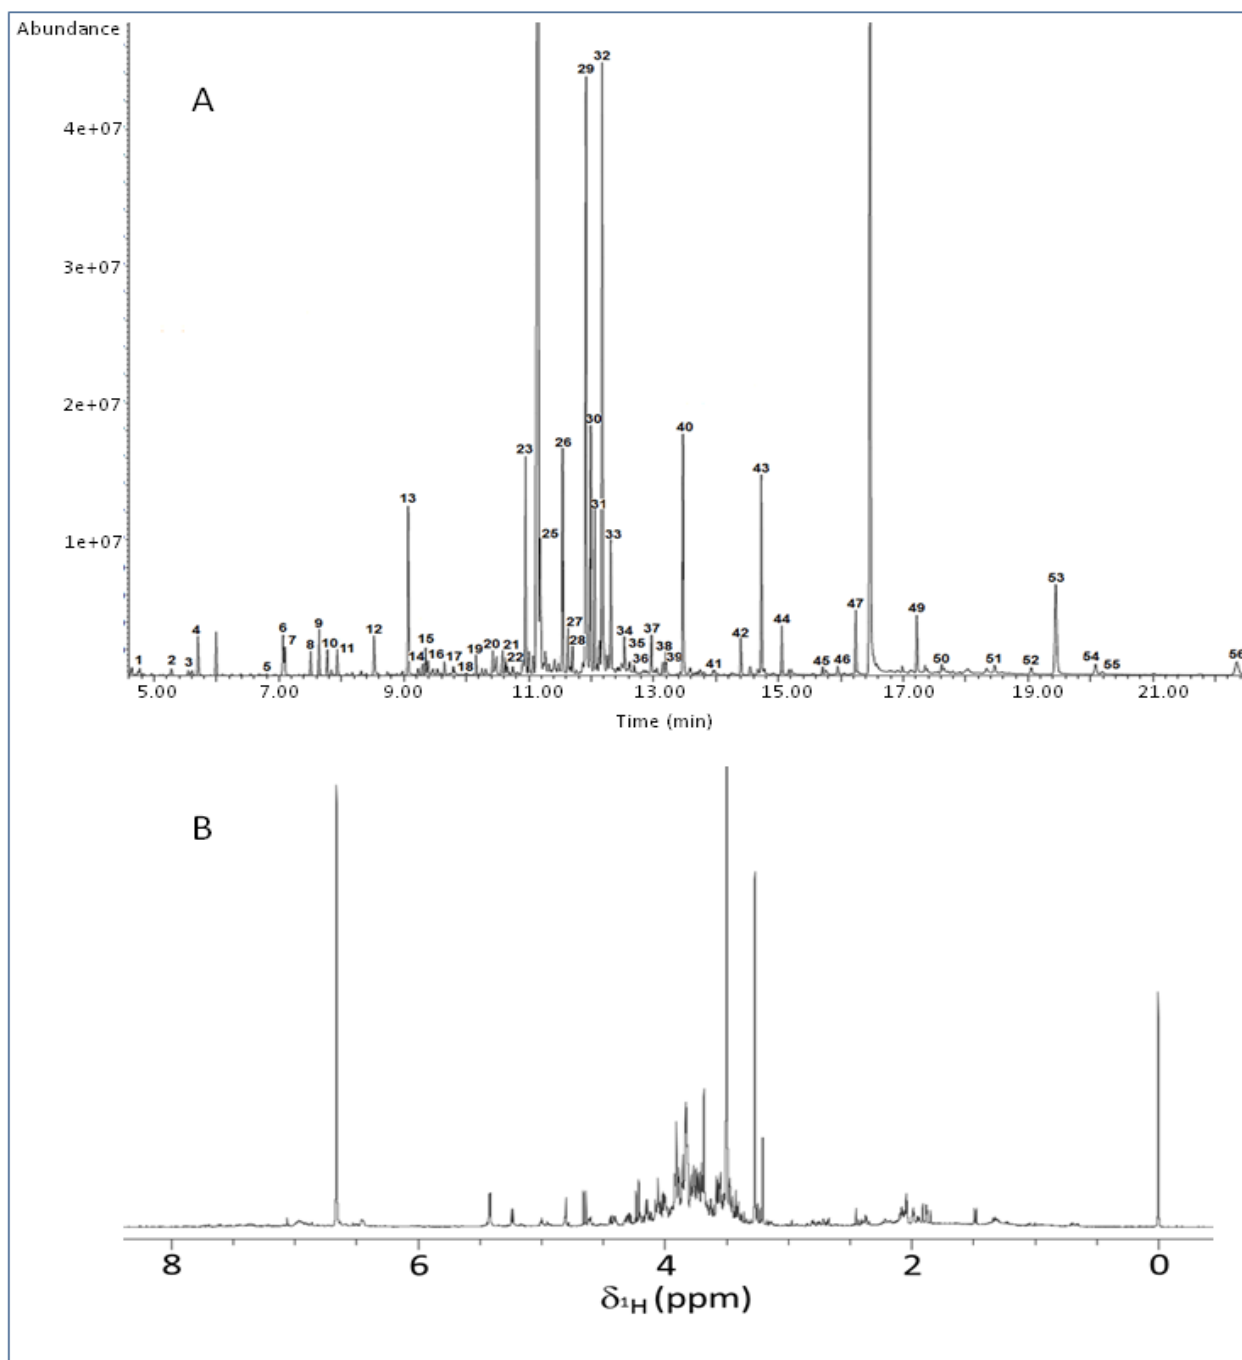 Abundance
A
4e+07
3e+07
2e+07
1e+07
1 2 3 4 5 6 7 8 9 10 11 12 13 14 15 16 17 18 19 20 21 22 23 25 26 27 28 29 30 31 32 33 34 35 36 37 38 39 40 41 42 43 44 45 46 47 49 50 51 52 53 54 55 56
5.00 7.00 9.00 11.00 13.00 15.00 17.00 19.00 21.00
Time (min)
B
8 6 4 2 0
δ1H (ppm)